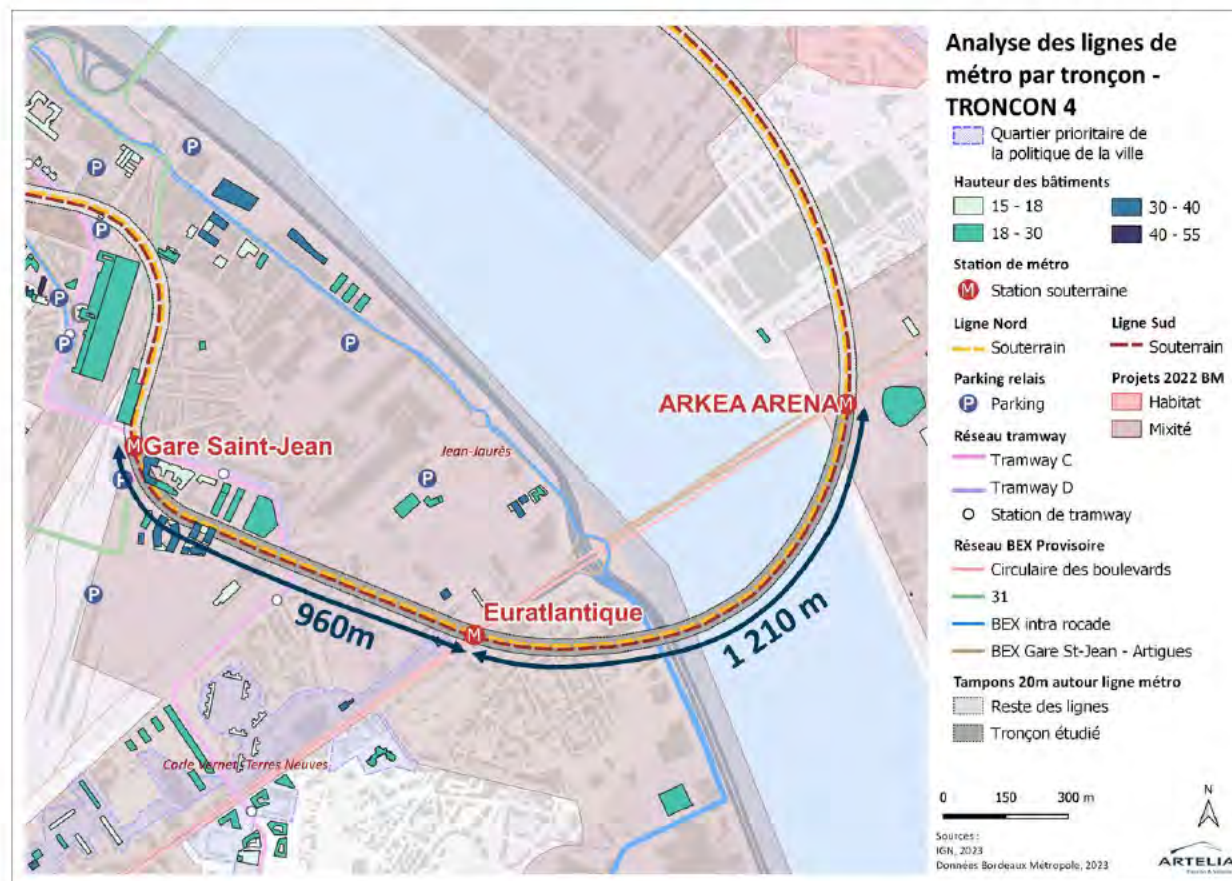 Gare Saint-Jean
Jean-Jaurès
ARKEA ARENA
Euratlantique
960m
1 210 m
P
P
P
P
P
P
P
P
P
M
M
M
Analyse des lignes de
métro par tronçon -
TRONCON 4
Quartier prioritaire de
la politique de la ville
Hauteur des bâtiments
15 - 18
30 - 40
18 - 30
40 - 55
Station de métro
M Station souterraine
Ligne Nord
Ligne Sud
Souterrain
Souterrain
Parking relais
Projets 2022 BM
P Parking
Habitat
Réseau tramway
Mixité
Tramway C
Tramway D
Station de tramway
Réseau BEX Provisoire
Circulaire des boulevards
31
BEX intra rocade
BEX Gare St-Jean - Artigues
Tampons 20m autour ligne métro
Reste des lignes
Tronçon étudié
0 150 300 m
N
Sources :
IGN, 2023
Données Bordeaux Métropole, 2023
ARTELIA
Terres Neuves